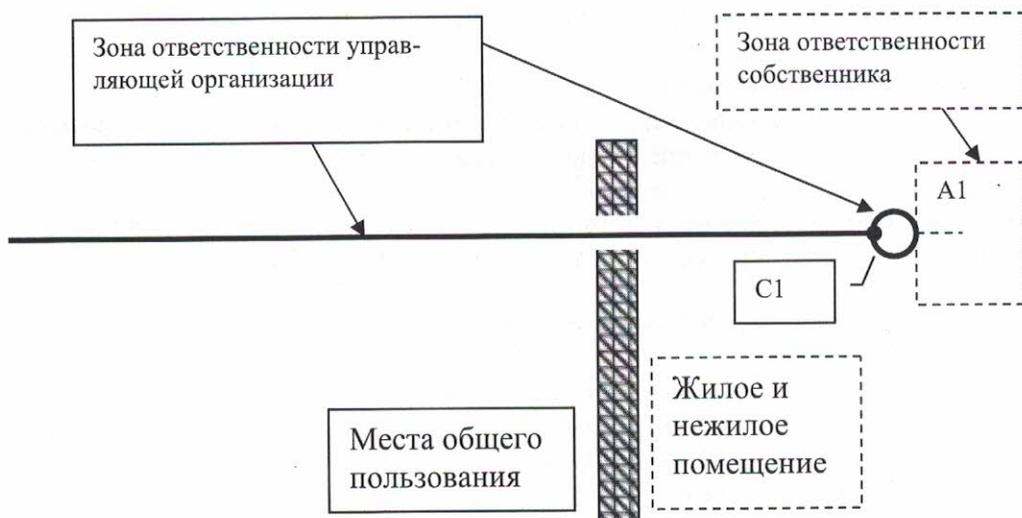 Зона ответственности управ-
ляющей организации
Зона ответственности
собственника
А1
С1
Жилое и
нежилое
помещение
Места общего
пользования